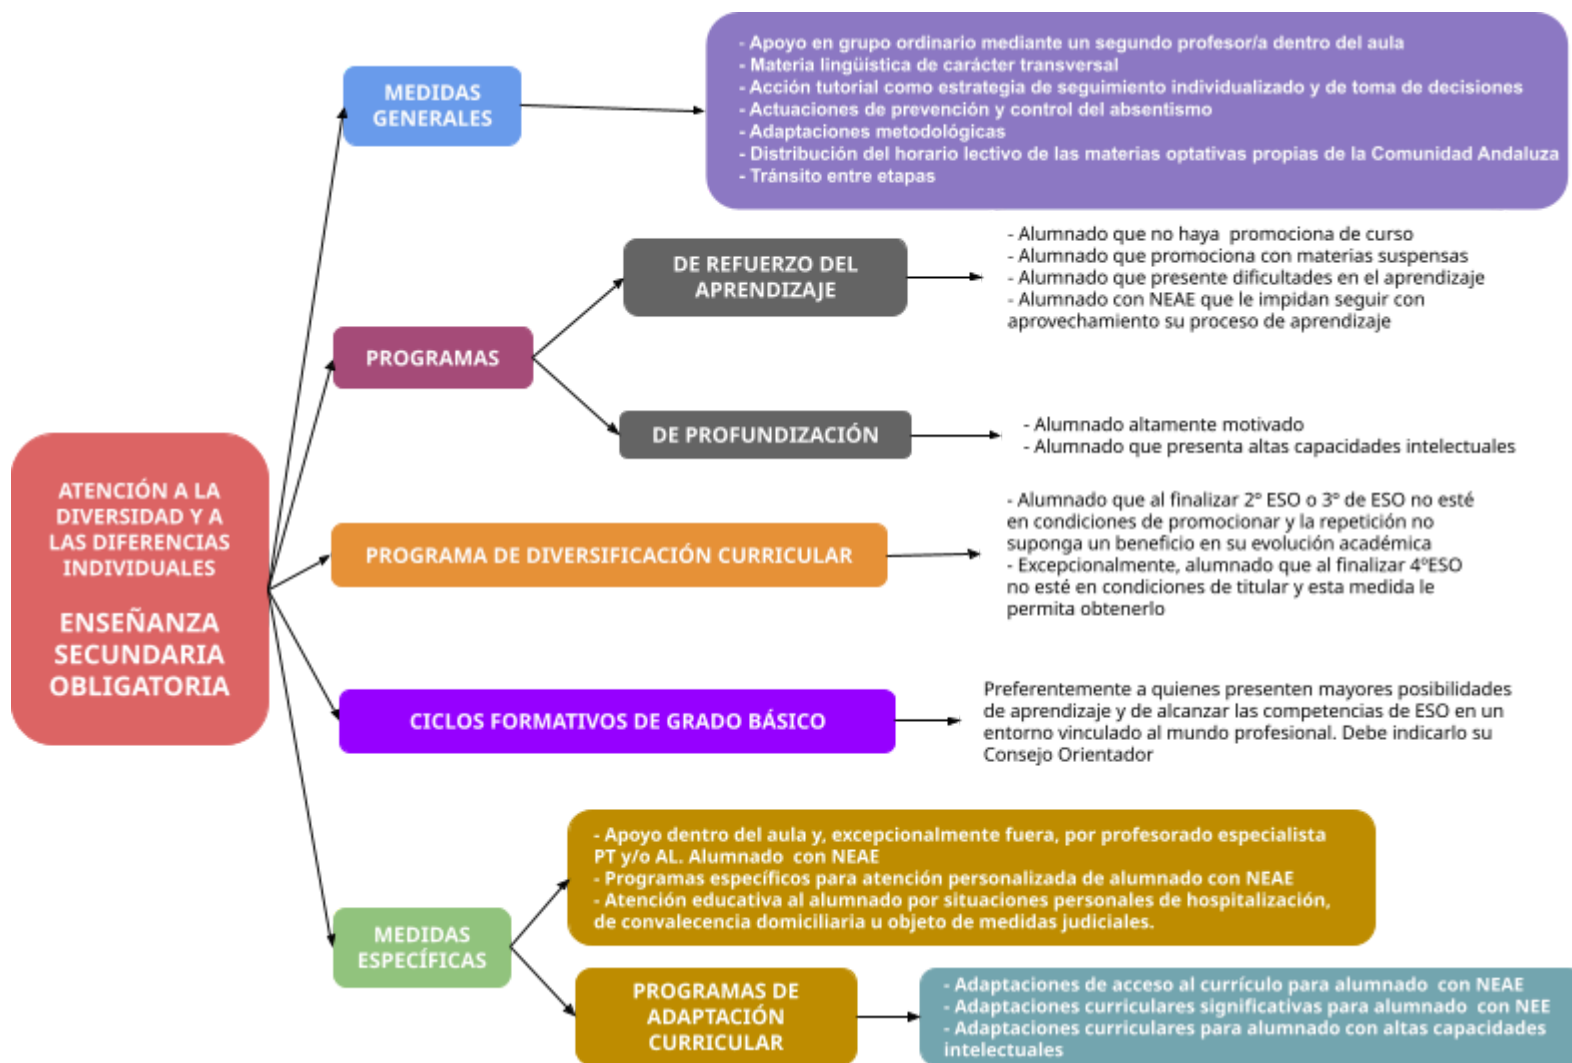 ATENCIÓN A LA
DIVERSIDAD Y A
LAS DIFERENCIAS
INDIVIDUALES
ENSEÑANZA
SECUNDARIA
OBLIGATORIA
MEDIDAS
GENERALES
- Apoyo en grupo ordinario mediante un segundo profesor/a dentro del aula
- Materia lingüística de carácter transversal
- Acción tutorial como estrategia de seguimiento individualizado y de toma de decisiones
- Actuaciones de prevención y control del absentismo
- Adaptaciones metodológicas
- Distribución del horario lectivo de las materias optativas propias de la Comunidad Andaluza
- Tránsito entre etapas
PROGRAMAS
DE REFUERZO DEL
APRENDIZAJE
- Alumnado que no haya promociona de curso
- Alumnado que promociona con materias suspensas
- Alumnado que presente dificultades en el aprendizaje
- Alumnado con NEAE que le impidan seguir con
aprovechamiento su proceso de aprendizaje
DE PROFUNDIZACIÓN
- Alumnado altamente motivado
- Alumnado que presenta altas capacidades intelectuales
PROGRAMA DE DIVERSIFICACIÓN CURRICULAR
- Alumnado que al finalizar 2º ESO o 3º de ESO no esté
en condiciones de promocionar y la repetición no
suponga un beneficio en su evolución académica
- Excepcionalmente, alumnado que al finalizar 4ºESO
no esté en condiciones de titular y esta medida le
permita obtenerlo
CICLOS FORMATIVOS DE GRADO BÁSICO
Preferentemente a quienes presenten mayores posibilidades
de aprendizaje y de alcanzar las competencias de ESO en un
entorno vinculado al mundo profesional. Debe indicarlo su
Consejo Orientador
MEDIDAS
ESPECÍFICAS
- Apoyo dentro del aula y, excepcionalmente fuera, por profesorado especialista
PT y/o AL. Alumnado con NEAE
- Programas específicos para atención personalizada de alumnado con NEAE
- Atención educativa al alumnado por situaciones personales de hospitalización,
de convalecencia domiciliaria u objeto de medidas judiciales.
PROGRAMAS DE
ADAPTACIÓN
CURRICULAR
- Adaptaciones de acceso al currículo para alumnado con NEAE
- Adaptaciones curriculares significativas para alumnado con NEE
- Adaptaciones curriculares para alumnado con altas capacidades
intelectuales